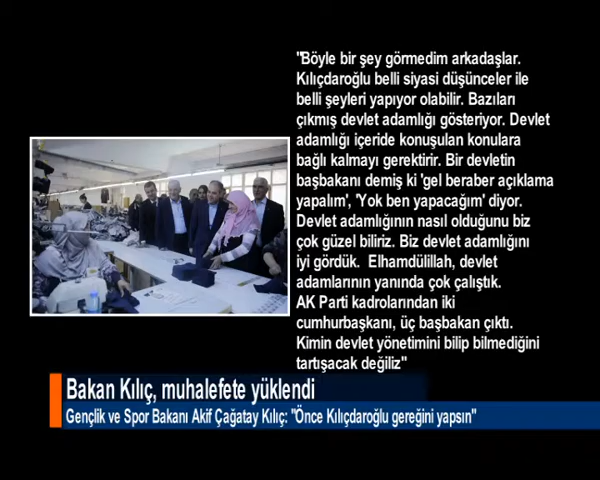 "Böyle bir şey görmedim arkadaşlar.
Kılıçdaroğlu belli siyasi düşünceler ile
belli şeyleri yapıyor olabilir. Bazıları
çıkmış devlet adamlığı gösteriyor. Devlet
adamlığı içeride konuşulan konulara
bağlı kalmayı gerektirir. Bir devletin
başbakanı demiş ki 'gel beraber açıklama
yapalım', 'Yok ben yapacağım' diyor.
Devlet adamlığının nasıl olduğunu biz
çok güzel biliriz. Biz devlet adamlığını
iyi gördük. Elhamdülillah, devlet
adamlarının yanında çok çalıştık.
AK Parti kadrolarından iki
cumhurbaşkanı, üç başbakan çıktı.
Kimin devlet yönetimini bilip bilmediğini
tartışacak değiliz"
Bakan Kılıç, muhalefete yüklendi
Gençlik ve Spor Bakanı Akif Çağatay Kılıç: "Önce Kılıçdaroğlu gereğini yapsın"